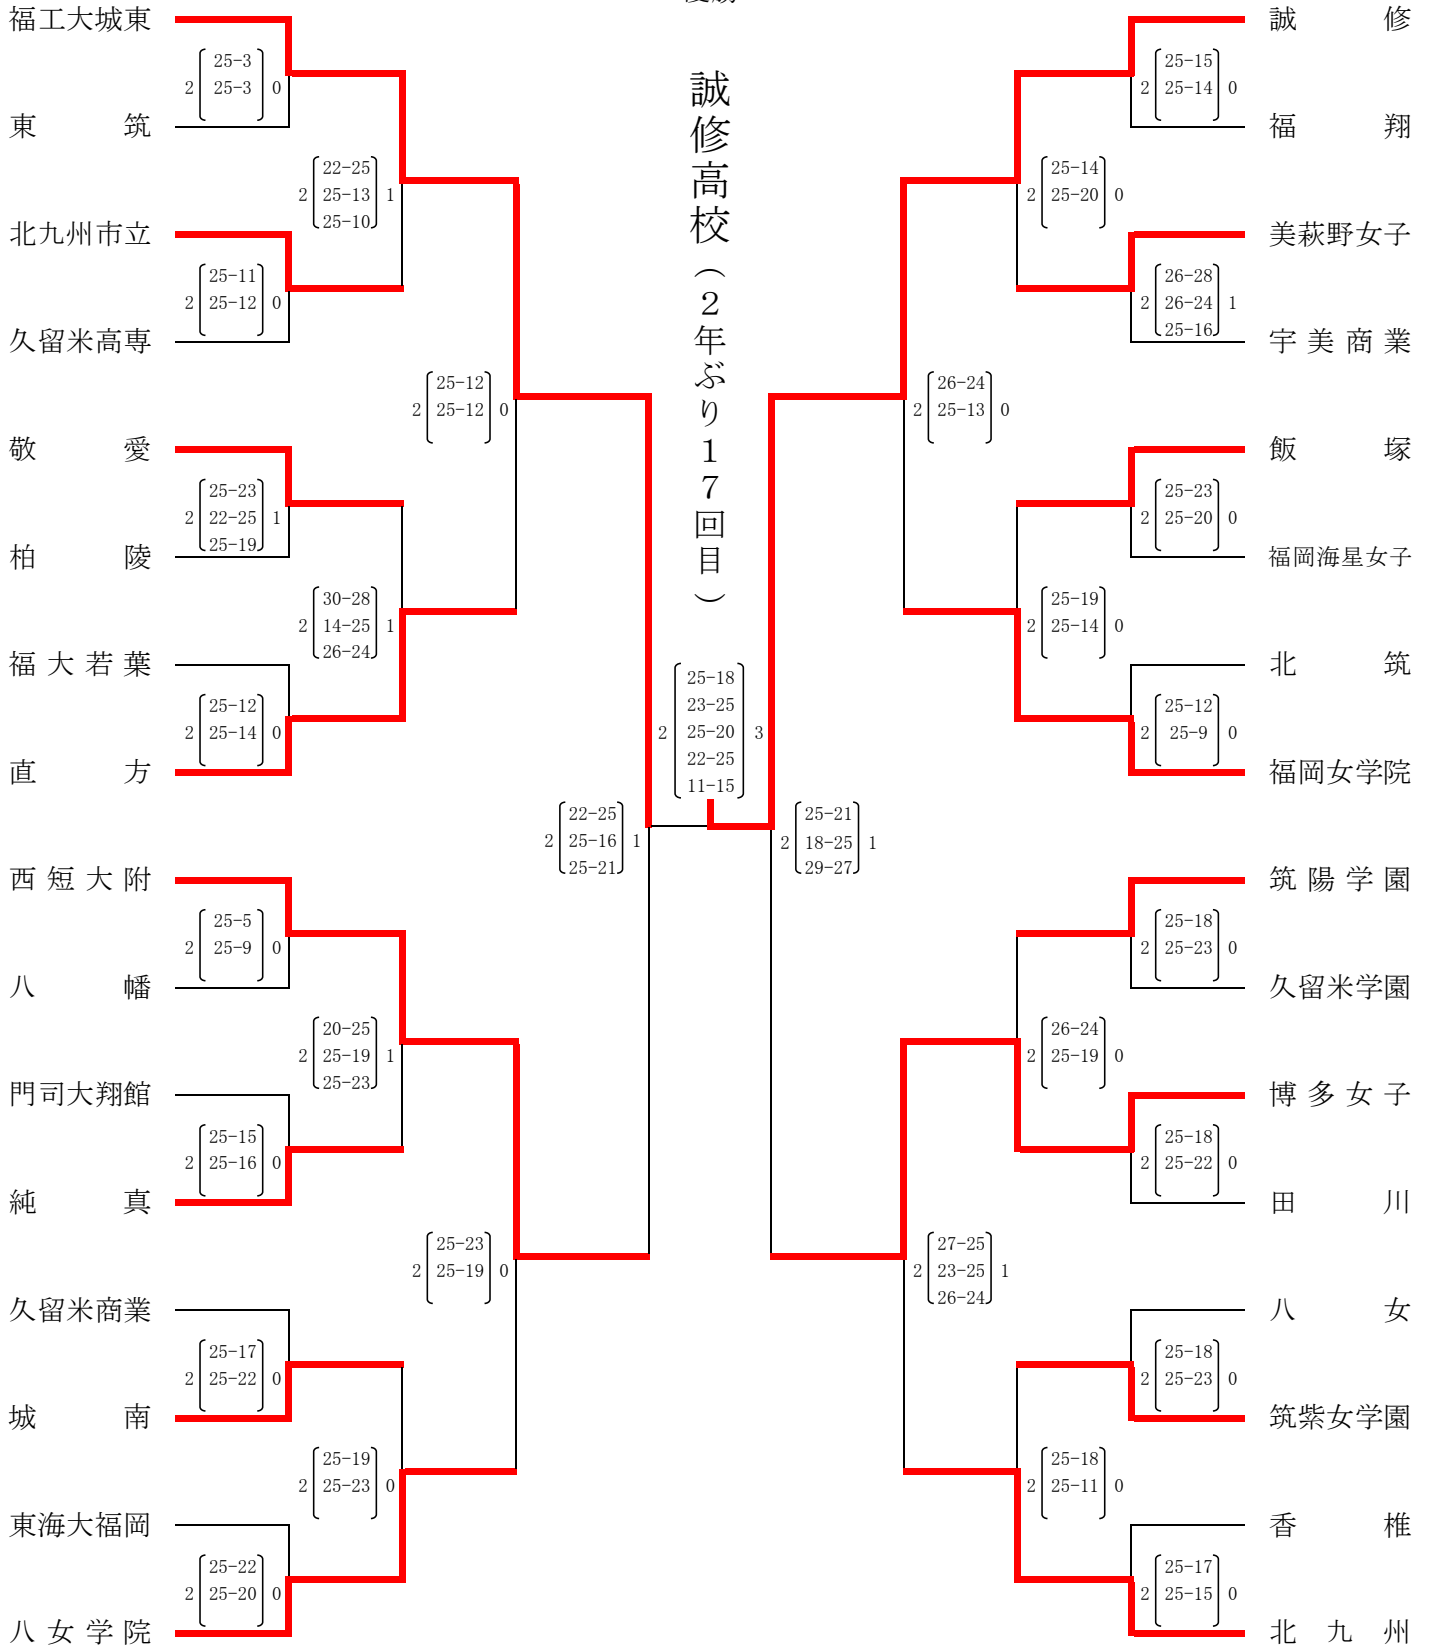 優勝
誠修高校（２年ぶり１７回目）
福工大城東
25-3
2 25-3 0
東筑
22-25
2 25-13 1
25-10
北九州市立
25-11
2 25-12 0
久留米高専
25-12
2 25-12 0
敬愛
25-23
2 22-25 1
25-19
柏陵
30-28
2 14-25 1
26-24
福大若葉
25-12
2 25-14 0
直方
22-25
2 25-16 1
25-21
西短大附
25-5
2 25-9 0
八幡
20-25
2 25-19 1
25-23
門司大翔館
25-15
2 25-16 0
純真
25-23
2 25-19 0
久留米商業
25-17
2 25-22 0
城南
25-19
2 25-23 0
東海大福岡
25-22
2 25-20 0
八女学院
25-18
23-25
2 25-20 3
22-25
11-15
誠修
25-15
2 25-14 0
福翔
25-14
2 25-20 0
美萩野女子
26-28
2 26-24 1
25-16
宇美商業
26-24
2 25-13 0
飯塚
25-23
2 25-20 0
福岡海星女子
25-19
2 25-14 0
北筑
25-12
2 25-9 0
福岡女学院
25-21
2 18-25 1
29-27
筑陽学園
25-18
2 25-23 0
久留米学園
26-24
2 25-19 0
博多女子
25-18
2 25-22 0
田川
27-25
2 23-25 1
26-24
八女
25-18
2 25-23 0
筑紫女学園
25-18
2 25-11 0
香椎
25-17
2 25-15 0
北九州